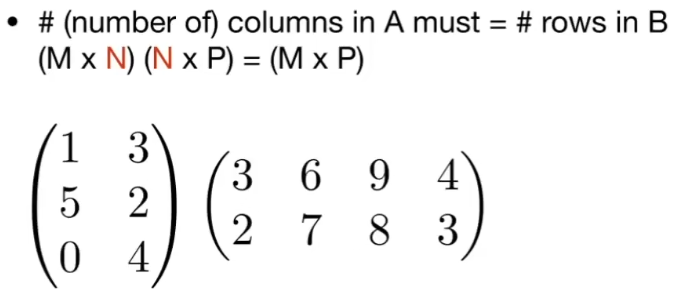 • # (number of) columns in A must = # rows in B
(M x N) (N x P) = (M x P)
1 3
5 2
0 4
3 6 9 4
2 7 8 3